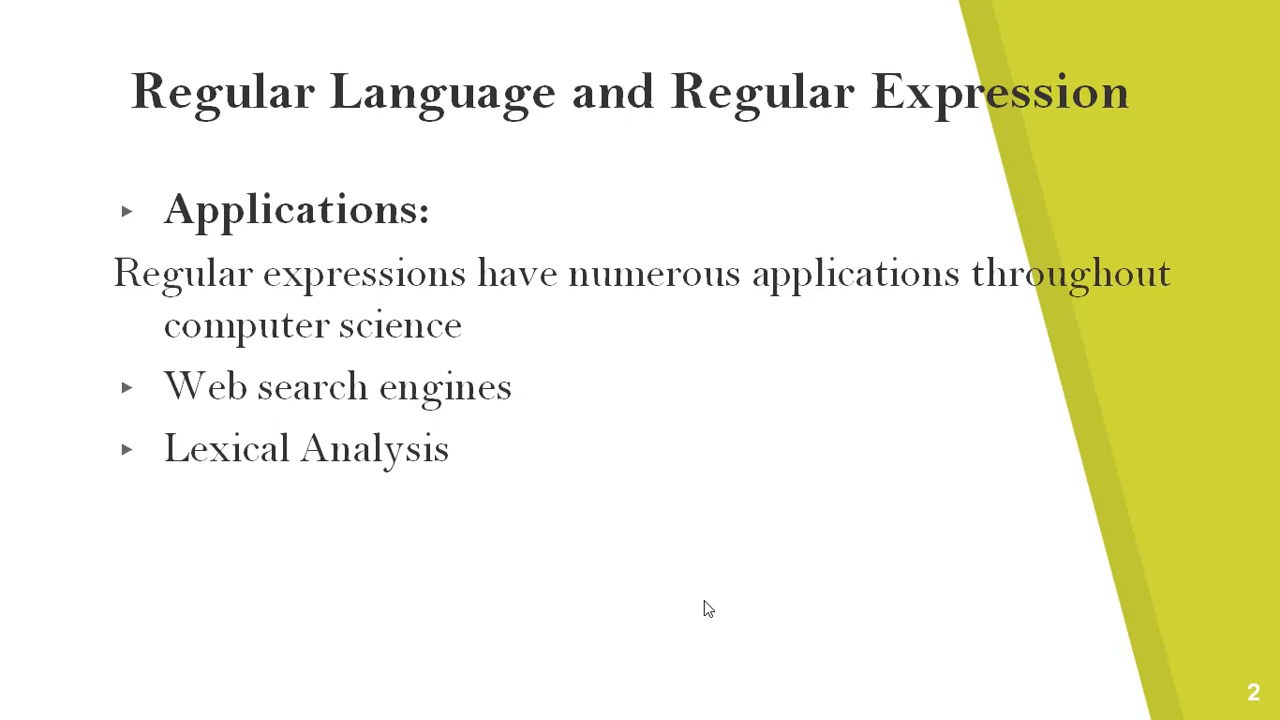 Regular Language and Regular Expression
Applications:
Regular expressions have numerous applications throughout
computer science
Web search engines
Lexical Analysis
2